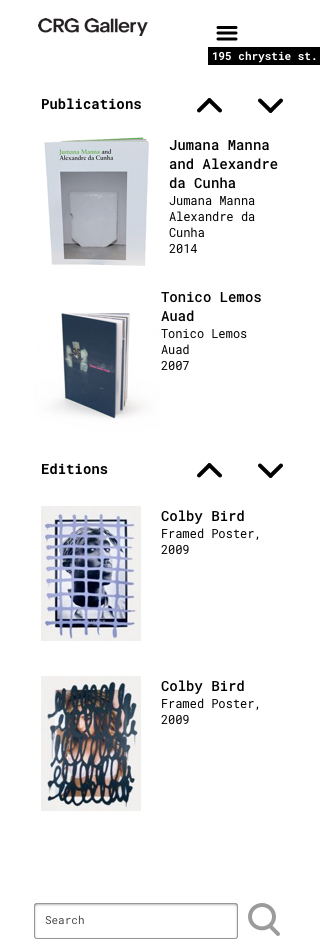 CRG Gallery
195 chrystie st.
Publications
Jumana Manna and
Alexandre da Cunha
Jumana Manna
and Alexandre
da Cunha
Jumana Manna
Alexandre da
Cunha
2014
Tonico Lemos
Auad
Tonico Lemos
Auad
2007
Editions
Colby Bird
Framed Poster,
2009
Colby Bird
Framed Poster,
2009
Search